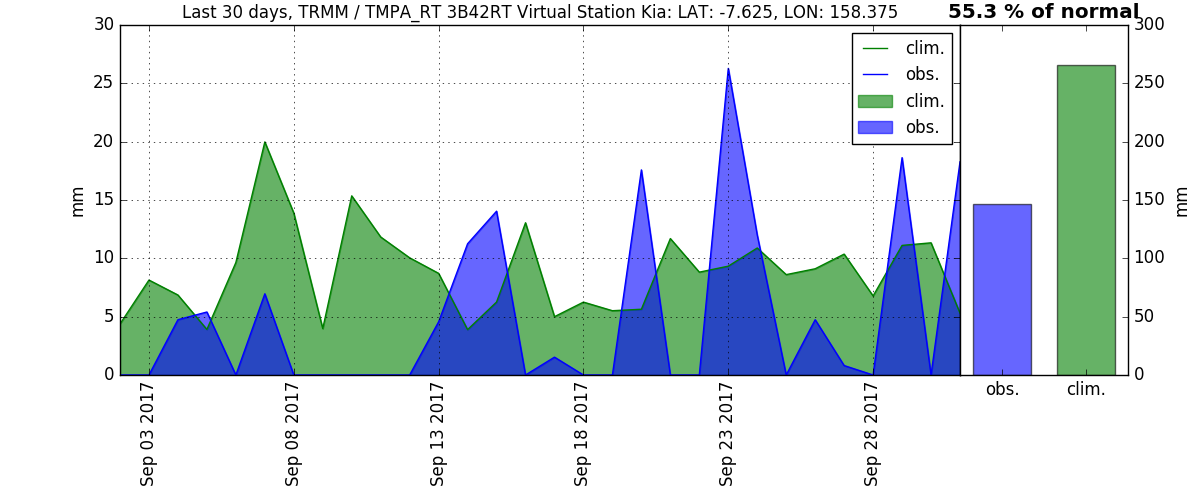 Last 30 days, TRMM / TMPA_RT 3B42RT Virtual Station Kia: LAT: -7.625, LON: 158.375
55.3 % of normal
30
25
20
15
10
5
0
mm
clim.
obs.
clim.
obs.
Sep 03 2017
Sep 08 2017
Sep 13 2017
Sep 18 2017
Sep 23 2017
Sep 28 2017
300
250
200
150
100
50
0
mm
obs.
clim.